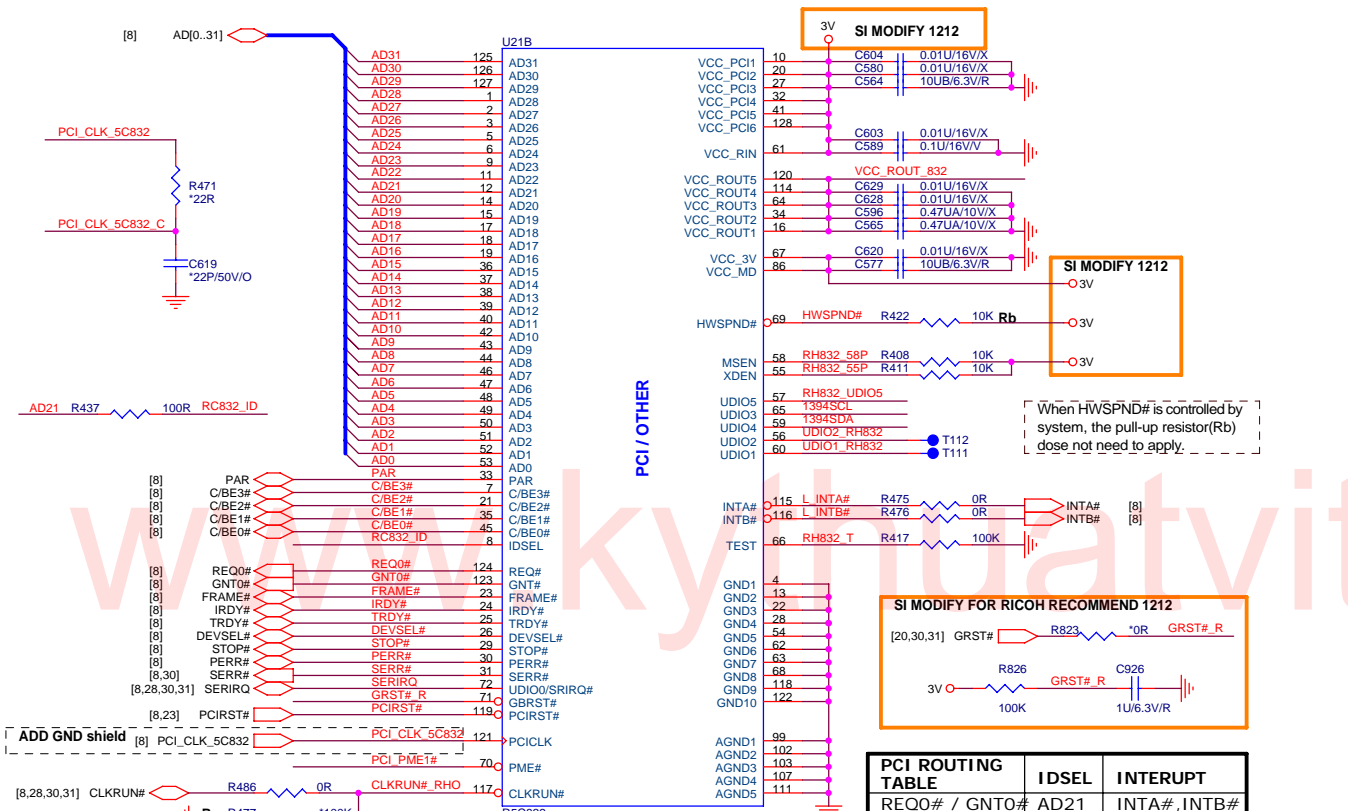 [8] AD[0..31]
U21B
3V SI MODIFY 1212
AD31 125 AD31
AD30 126 AD30
AD29 127 AD29
AD28 1 AD28
AD27 2 AD27
AD26 3 AD26
AD25 5 AD25
AD24 6 AD24
AD23 9 AD23
AD22 11 AD22
AD21 12 AD21
AD20 14 AD20
AD19 15 AD19
AD18 17 AD18
AD17 18 AD17
AD16 19 AD16
AD15 36 AD15
AD14 37 AD14
AD13 38 AD13
AD12 39 AD12
AD11 40 AD11
AD10 42 AD10
AD9 43 AD9
AD8 44 AD8
AD7 46 AD7
AD6 47 AD6
AD5 48 AD5
AD4 49 AD4
AD3 50 AD3
AD2 51 AD2
AD1 52 AD1
AD0 53 AD0
PCI_CLK_5C832
R471
*22R
PCI_CLK_5C832_C
C619
*22P/50V/O
AD21 R437 100R RC832_ID
[8] PAR PAR 33 PAR
[8] C/BE3# C/BE3# 7 C/BE3#
[8] C/BE2# C/BE2# 21 C/BE2#
[8] C/BE1# C/BE1# 35 C/BE1#
[8] C/BE0# C/BE0# 45 C/BE0#
RC832_ID 8 IDSEL
[8] REQ0# REQ0# 124 REQ#
[8] GNT0# GNT0# 123 GNT#
[8] FRAME# FRAME# 23 FRAME#
[8] IRDY# IRDY# 24 IRDY#
[8] TRDY# TRDY# 25 TRDY#
[8] DEVSEL# DEVSEL# 26 DEVSEL#
[8] STOP# STOP# 29 STOP#
[8] PERR# PERR# 30 PERR#
[8,30] SERR# SERR# 31 SERR#
[8,28,30,31] SERIRQ SERIRQ 72 UDIO0/SRIRQ#
GRST#_R 71 GBRST#
[8,23] PCIRST# PCIRST# 119 PCIRST#
ADD GND shield [8] PCI_CLK_5C832 PCI_CLK_5C832 121 PCICLK
PCI_PME1# 70 PME#
[8,28,30,31] CLKRUN# R486 0R CLKRUN#_RHO 117 CLKRUN#
PCI / OTHER
VCC_PCI1 10 C604 0.01U/16V/X
VCC_PCI2 20 C580 0.01U/16V/X
VCC_PCI3 27 C564 10UB/6.3V/R
VCC_PCI4 32
VCC_PCI5 41
VCC_PCI6 128
C603 0.01U/16V/X
VCC_RIN 61 C589 0.1U/16V/V
VCC_ROUT5 120 VCC_ROUT_832
VCC_ROUT4 114 C629 0.01U/16V/X
VCC_ROUT3 64 C628 0.01U/16V/X
VCC_ROUT2 34 C596 0.47UA/10V/X
VCC_ROUT1 16 C565 0.47UA/10V/X
VCC_3V 67 C620 0.01U/16V/X
VCC_MD 86 C577 10UB/6.3V/R
SI MODIFY 1212
3V
HWSPND# 69 HWSPND# R422 10K Rb 3V
MSEN 58 RH832_58P R408 10K 3V
XDEN 55 RH832_55P R411 10K
UDIO5 57 RH832_UDIO5
UDIO3 65 1394SCL
UDIO4 59 1394SDA
UDIO2 56 UDIO2_RH832 T112
UDIO1 60 UDIO1_RH832 T111
When HWSPND# is controlled by
system, the pull-up resistor(Rb)
dose not need to apply.
INTA# 115 L_INTA# R475 0R INTA# [8]
INTB# 116 L_INTB# R476 0R INTB# [8]
TEST 66 RH832_T R417 100K
GND1 4
GND2 13
GND3 22
GND4 28
GND5 54
GND6 62
GND7 63
GND8 68
GND9 118
GND10 122
AGND1 99
AGND2 102
AGND3 103
AGND4 107
AGND5 111
SI MODIFY FOR RICOH RECOMMEND 1212
[20,30,31] GRST# R823 *0R GRST#_R
3V R826 GRST#_R C926
100K 1U/6.3V/R
PCI ROUTING TABLE IDSEL INTERUPT
REQ0# / GNT0# AD21 INTA#,INTB#
www.kythuatvit